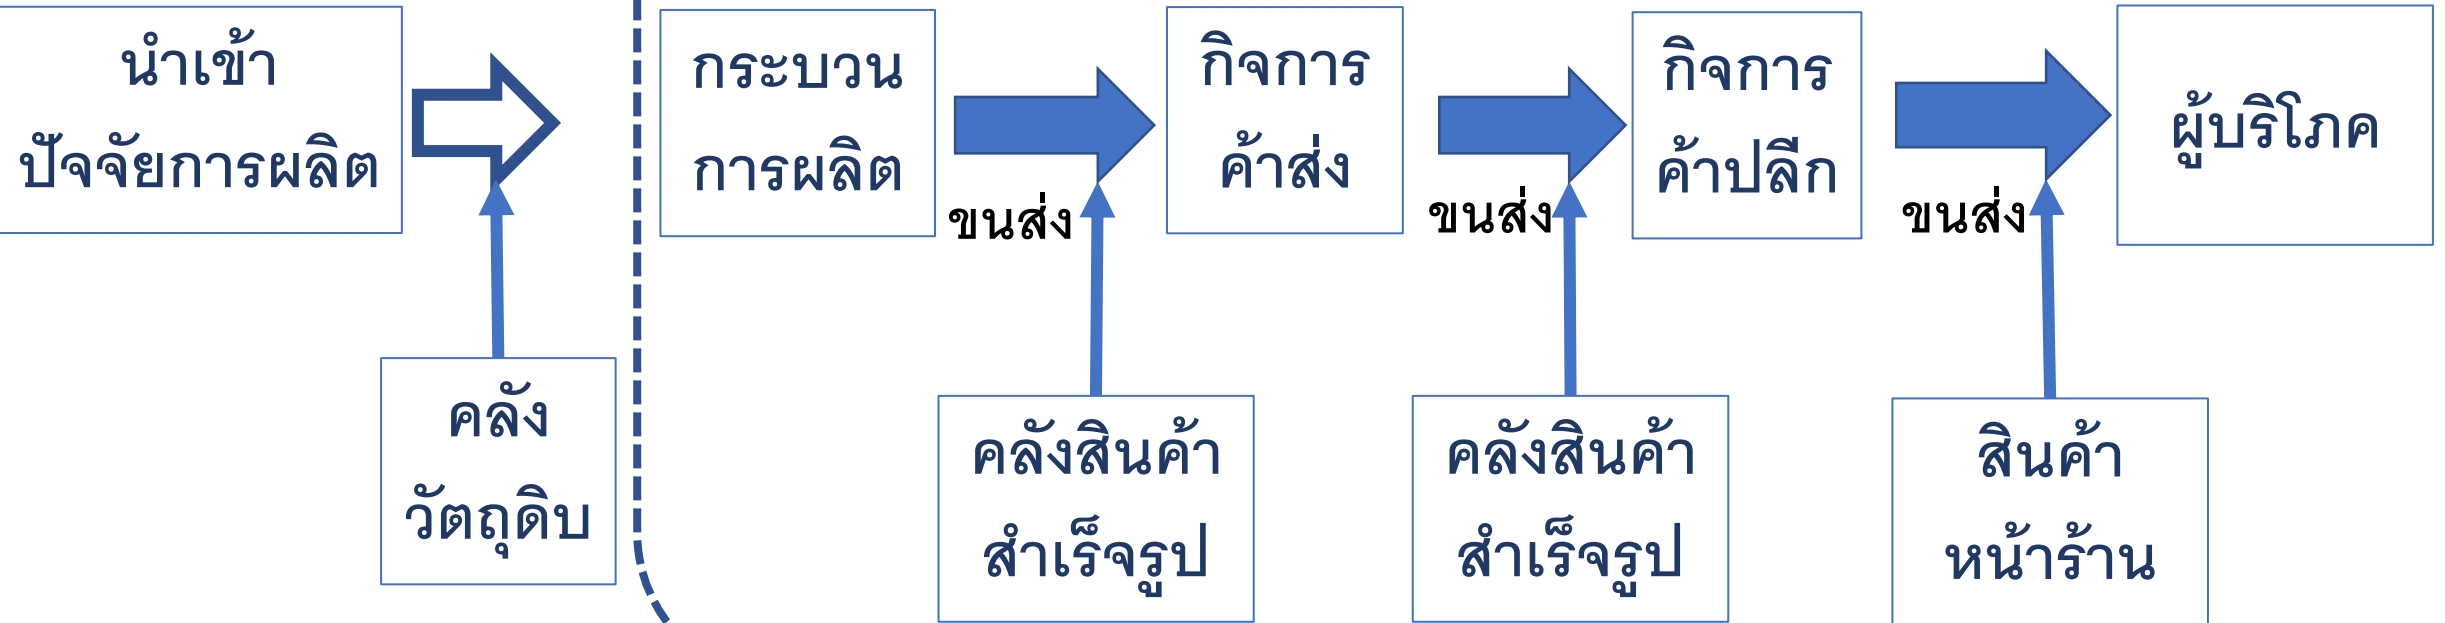 นำเข้า
ปัจจัยการผลิต
กระบวน
การผลิต
ขนส่ง
กิจการ
ค้าส่ง
ขนส่ง
กิจการ
ค้าปลีก
ขนส่ง
ผู้บริโภค
คลัง
วัตถุดิบ
คลังสินค้า
สำเร็จรูป
คลังสินค้า
สำเร็จรูป
สินค้า
หน้าร้าน